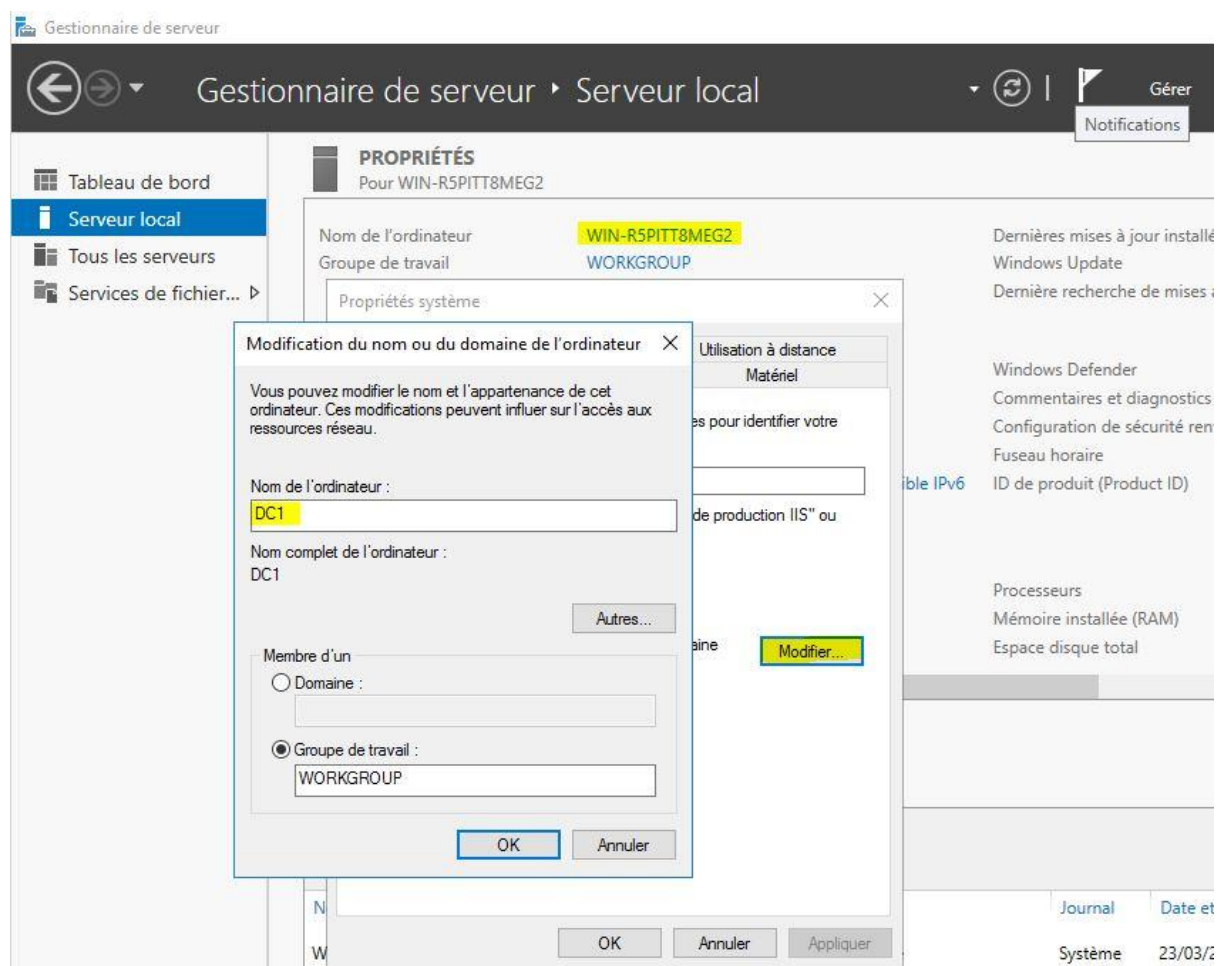 Gestionnaire de serveur
Gestionnaire de serveur ‣ Serveur local
Gérer
Notifications
Tableau de bord
Serveur local
Tous les serveurs
Services de fichier...
PROPRIÉTÉS
Pour WIN-R5PITT8MEG2
Nom de l'ordinateur WIN-R5PITT8MEG2
Groupe de travail WORKGROUP
Dernières mises à jour installé
Windows Update
Dernière recherche de mises
Propriétés système
Utilisation à distance
Matériel
es pour identifier votre
de production IIS" ou
aine
Modifier...
OK Annuler Appliquer
Modification du nom ou du domaine de l'ordinateur
Vous pouvez modifier le nom et l'appartenance de cet
ordinateur. Ces modifications peuvent influer sur l'accès aux
ressources réseau.
Nom de l'ordinateur :
DC1
Nom complet de l'ordinateur :
DC1
Autres...
Membre d'un
Domaine :
Groupe de travail :
WORKGROUP
OK Annuler
Windows Defender
Commentaires et diagnostics
Configuration de sécurité ren
Fuseau horaire
ible IPv6 ID de produit (Product ID)
Processeurs
Mémoire installée (RAM)
Espace disque total
N Journal Date et
W Système 23/03/2